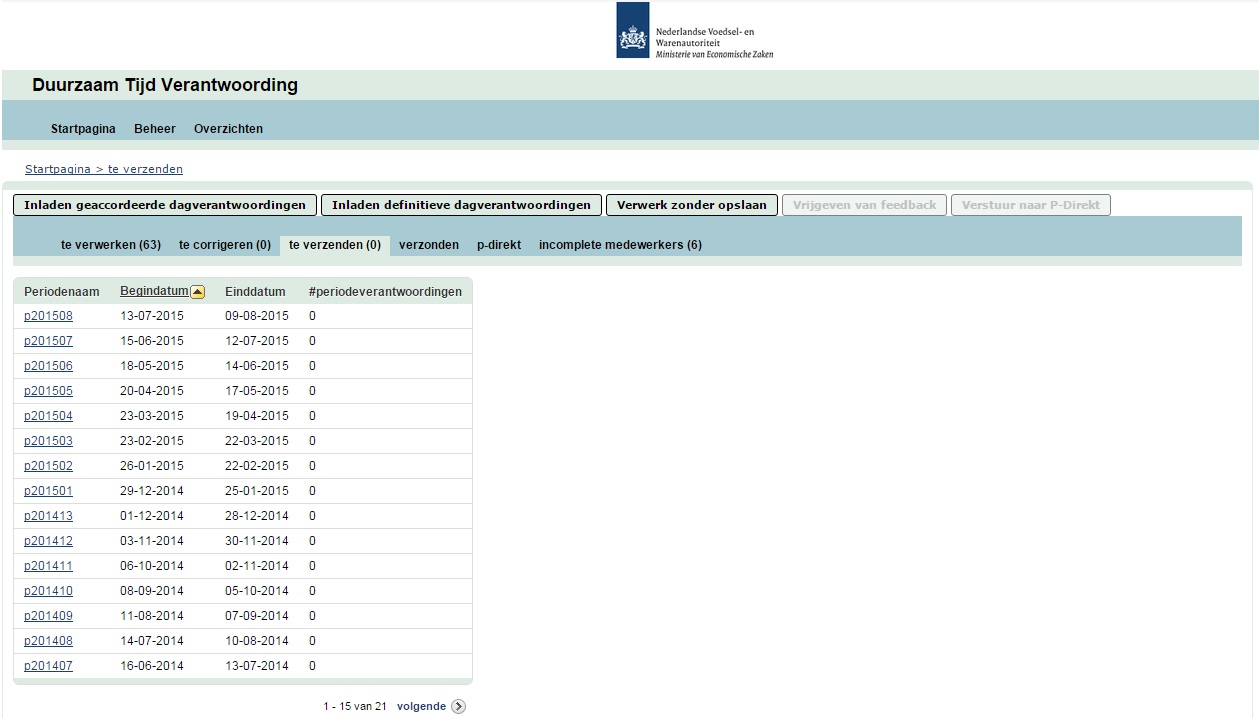 Nederlandse Voedsel- en
Warenautoriteit
Ministerie van Economische Zaken
Duurzaam Tijd Verantwoording
Startpagina Beheer Overzichten
Startpagina > te verzenden
Inladen geaccordeerde dagverantwoordingen Inladen definitieve dagverantwoordingen Verwerk zonder opslaan Vrijgeven van feedback Verstuur naar P-Direkt
te verwerken (63) te corrigeren (0) te verzenden (0) verzonden p-direkt incomplete medewerkers (6)
Periodenaam Begindatum Einddatum #periodeverantwoordingen
p201508 13-07-2015 09-08-2015 0
p201507 15-06-2015 12-07-2015 0
p201506 18-05-2015 14-06-2015 0
p201505 20-04-2015 17-05-2015 0
p201504 23-03-2015 19-04-2015 0
p201503 23-02-2015 22-03-2015 0
p201502 26-01-2015 22-02-2015 0
p201501 29-12-2014 25-01-2015 0
p201413 01-12-2014 28-12-2014 0
p201412 03-11-2014 30-11-2014 0
p201411 06-10-2014 02-11-2014 0
p201410 08-09-2014 05-10-2014 0
p201409 11-08-2014 07-09-2014 0
p201408 14-07-2014 10-08-2014 0
p201407 16-06-2014 13-07-2014 0
1 - 15 van 21 volgende